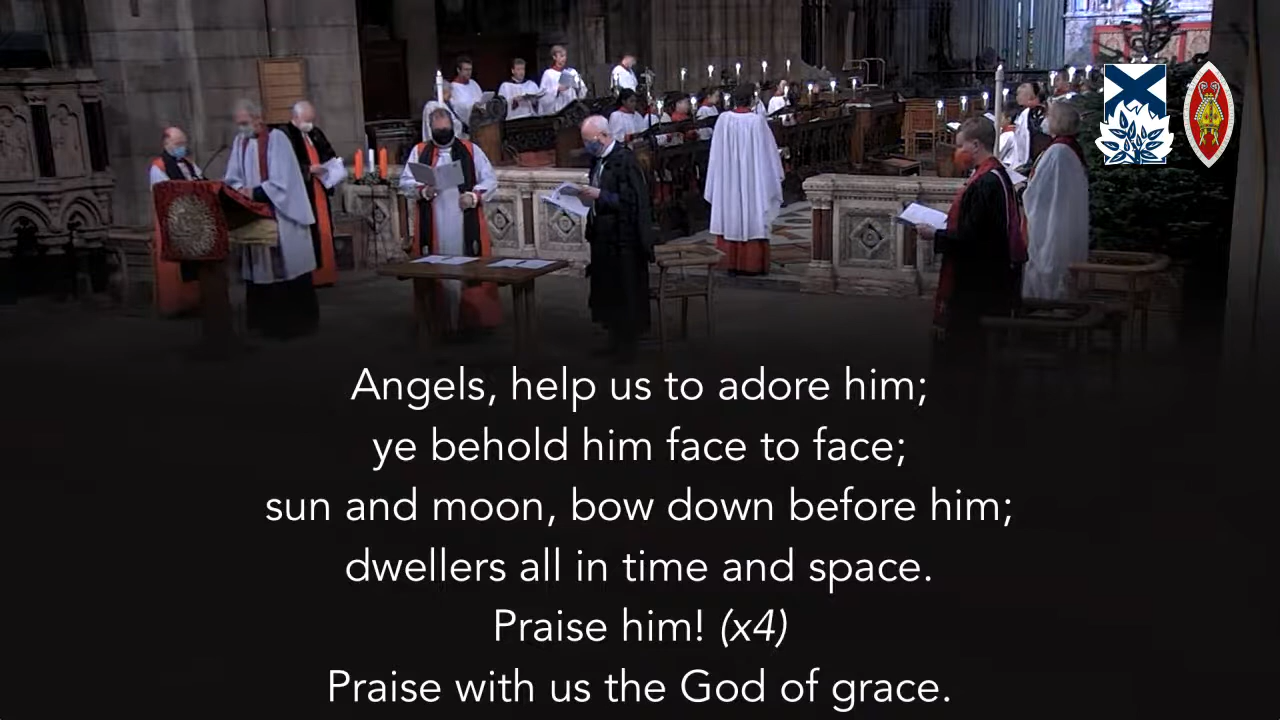 Angels, help us to adore him;
ye behold him face to face;
sun and moon, bow down before him;
dwellers all in time and space.
Praise him! (x4)
Praise with us the God of grace.